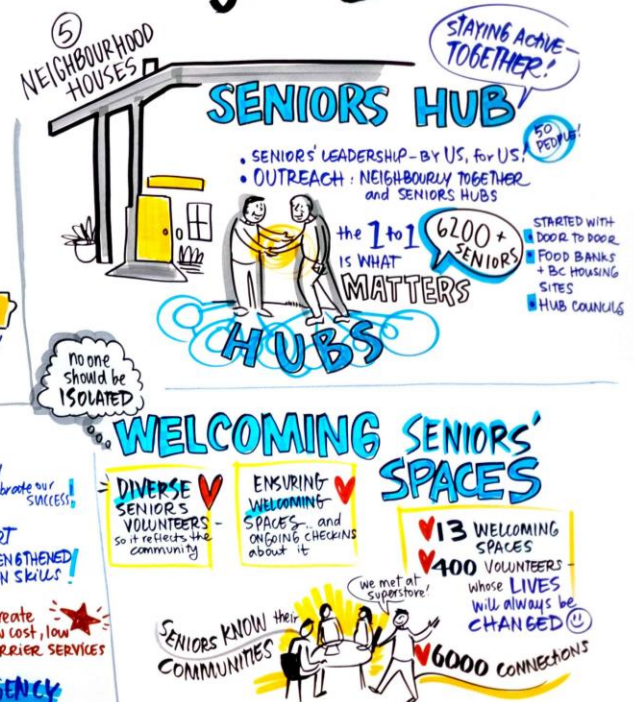 5
NEIGHBOURHOOD
HOUSES
STAYING ACTIVE-
TOGETHER!
SENIORS HUB
50
PEOPLE!
• SENIORS' LEADERSHIP - BY US, for US!
• OUTREACH : NEIGHBOURLY TOGETHER
and SENIORS HUBS
the 1 to 1
IS WHAT
MATTERS
6200+
SENIORS
STARTED WITH
DOOR TO DOOR
FOOD BANKS
+ BC HOUSING
SITES
HUB COUNCILS
HUBS
no one
should be
ISOLATED
WELCOMING SENIORS'
SPACES
DIVERSE
SENIORS
VOLUNTEERS -
so it reflects the
community
ENSURING
WELCOMING
SPACES... and
ONGOING CHECKINS
about it
13 WELCOMING
SPACES
400 VOLUNTEERS -
whose LIVES
will always be
CHANGED
6000 CONNECTIONS
we met at
superstore!
SENIORS KNOW their
COMMUNITIES
brate our
SUCCESS!
RT
ENGTHENED
N Skills!
reate
cost, low
RRIER SERVICES
ENCY